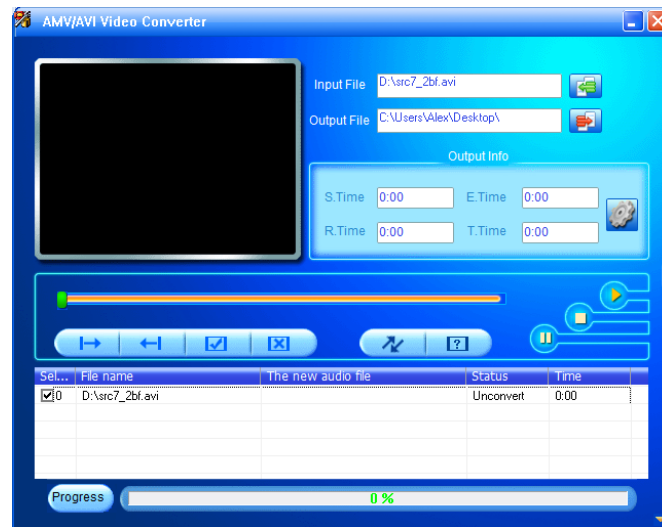 AMV/AVI Video Converter
Input File D:\src7_2bf.avi
Output File C:\Users\Alex\Desktop\
Output Info
S.Time 0:00 E.Time 0:00
R.Time 0:00 T.Time 0:00
Sel... File name The new audio file Status Time
0 D:\src7_2bf.avi Unconvert 0:00
Progress 0 %